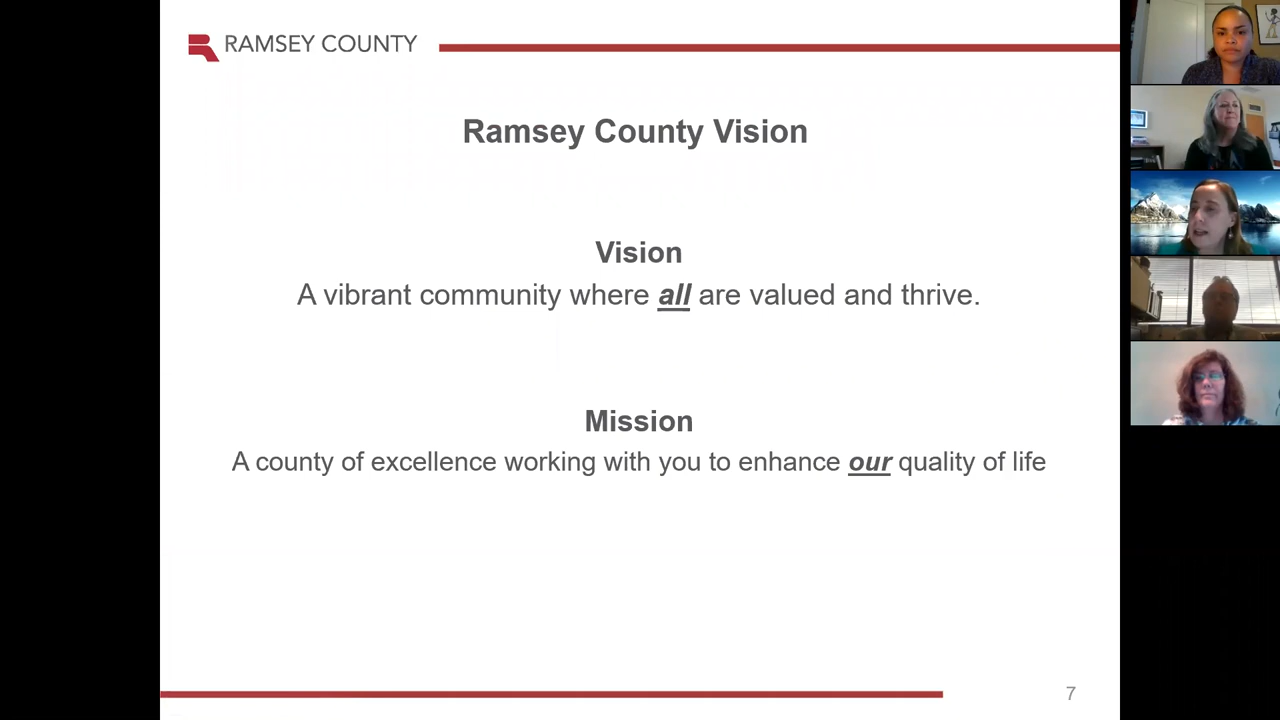 RAMSEY COUNTY
Ramsey County Vision
Vision
A vibrant community where all are valued and thrive.
Mission
A county of excellence working with you to enhance our quality of life
7